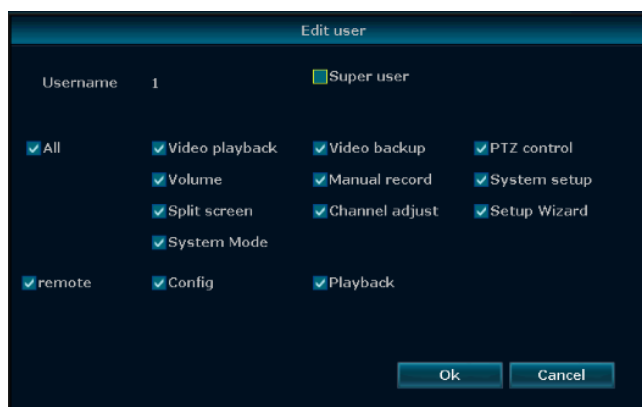 Edit user
Username 1 Super user
All Video playback Video backup PTZ control
Volume Manual record System setup
Split screen Channel adjust Setup Wizard
System Mode
remote Config Playback
Ok Cancel